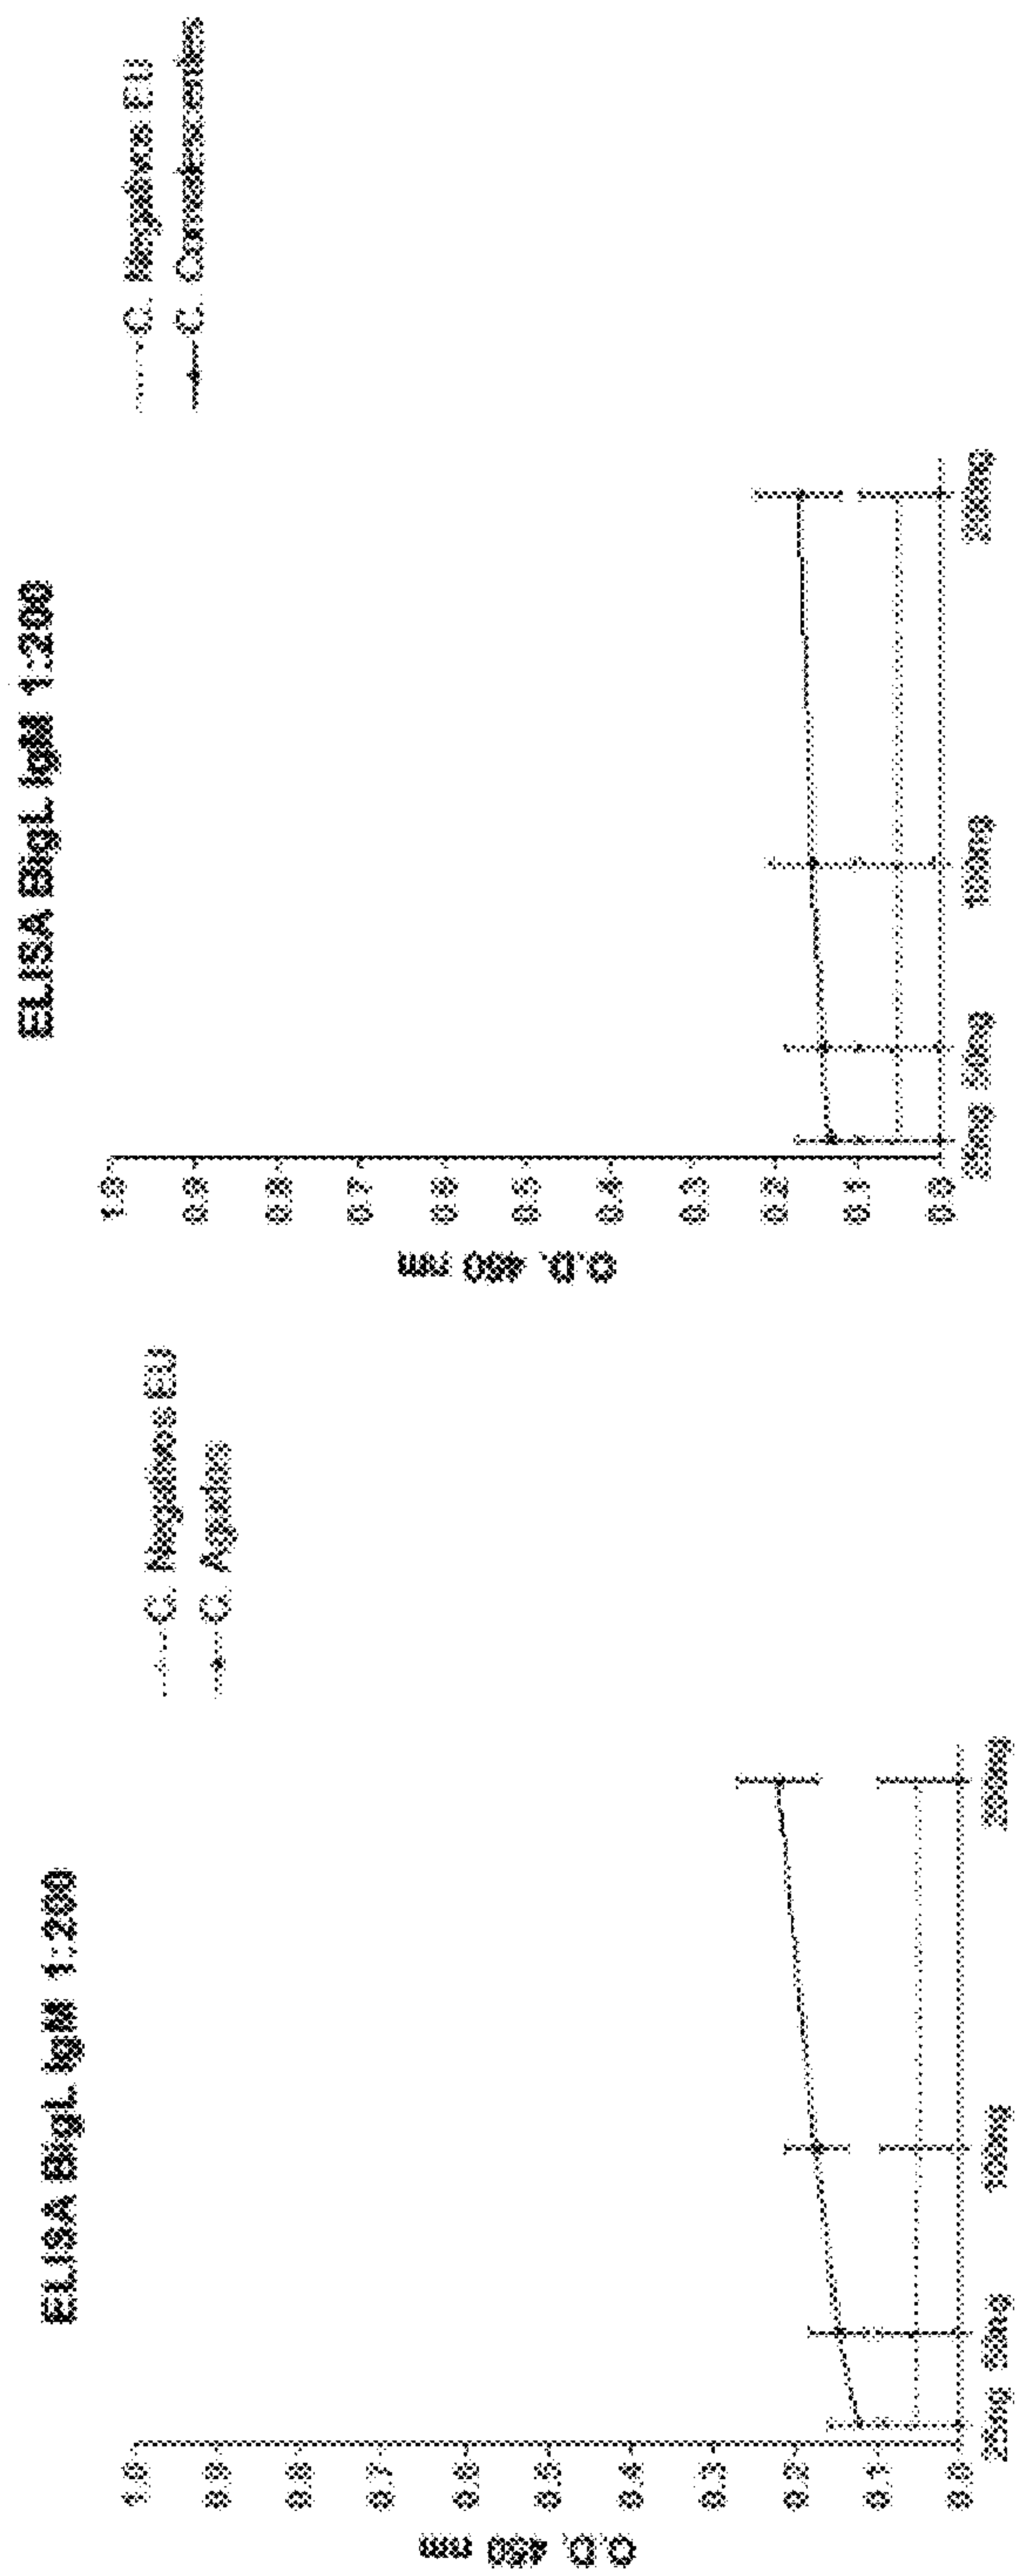 ELISA BigL IgM 1:200
C. Negativos EU
C. Agudos
O.D. 450 nm
1.0
0.9
0.8
0.7
0.6
0.5
0.4
0.3
0.2
0.1
0.0
25ng 50ng 100ng 200ng
ELISA BigL IgM 1:200
C. Negativos EU
C. Convalescentes
O.D. 450 nm
1.0
0.9
0.8
0.7
0.6
0.5
0.4
0.3
0.2
0.1
0.0
25ng 50ng 100ng 200ng